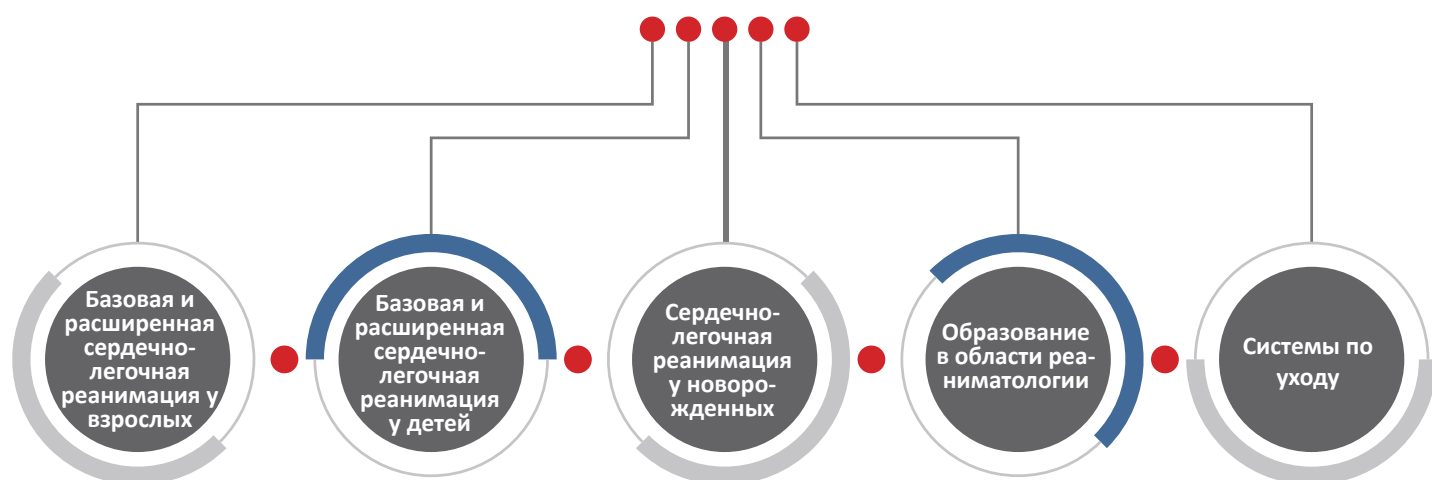 Базовая и
расширенная
сердечно-
легочная
реанимация у
взрослых
Базовая и
расширенная
сердечно-
легочная
реанимация
у детей
Сердечно-
легочная
реанимация
у новоро-
жденных
Образование
в области реа-
ниматологии
Системы по
уходу